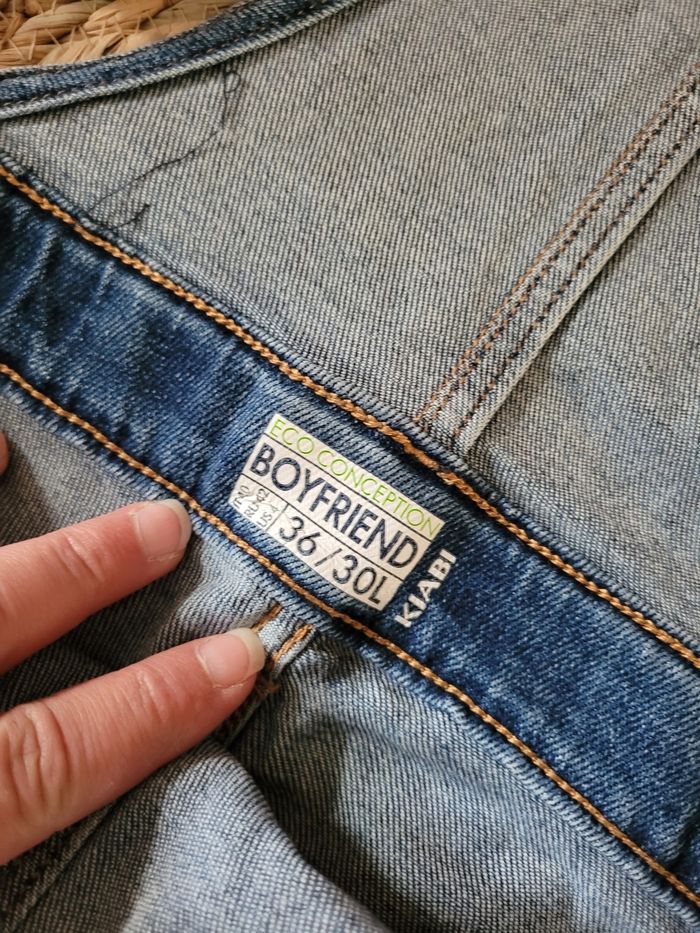 ECO CONCEPTION
BOYFRIEND
36/30L
KIABI